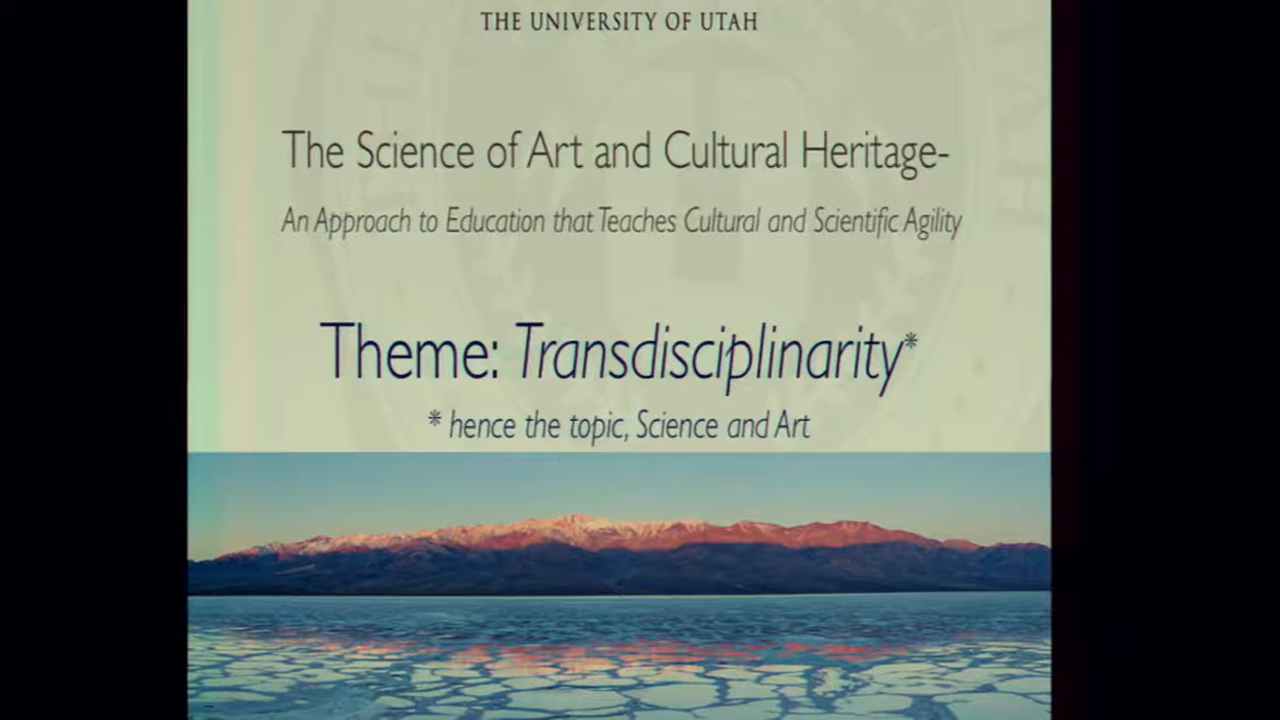 THE UNIVERSITY OF UTAH
The Science of Art and Cultural Heritage-
An Approach to Education that Teaches Cultural and Scientific Agility
Theme: Transdisciplinarity*
* hence the topic, Science and Art